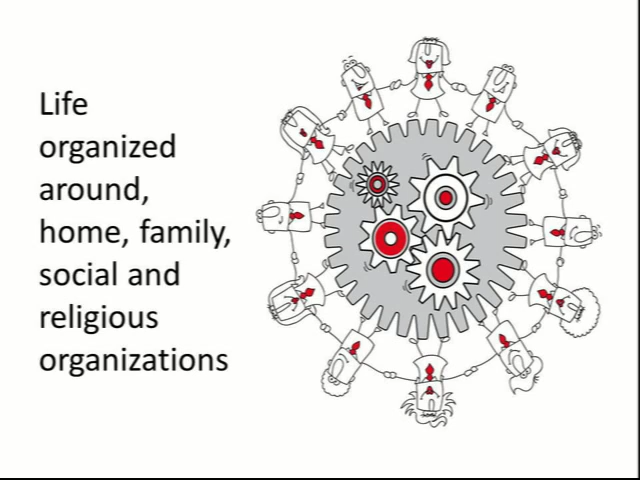 Life
organized
around,
home, family,
social and
religious
organizations